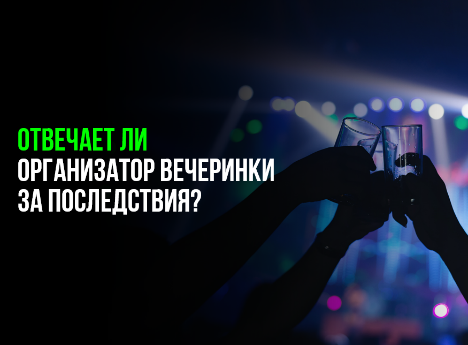 ОТВЕЧАЕТ ЛИ
ОРГАНИЗАТОР ВЕЧЕРИНКИ
ЗА ПОСЛЕДСТВИЯ?